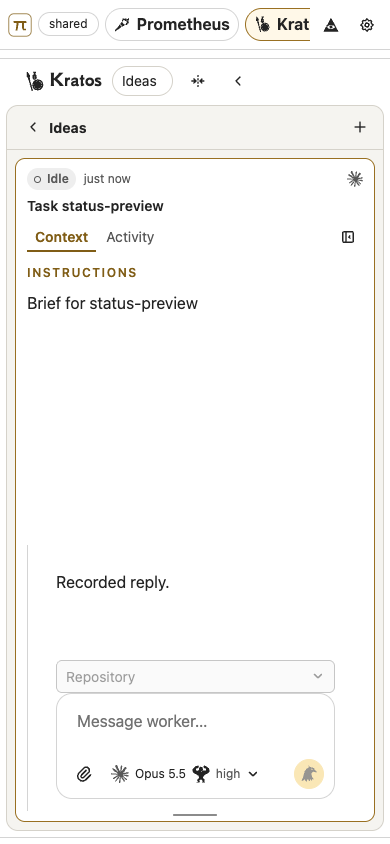 π shared Prometheus Krat
Kratos Ideas
Ideas
Idle just now
Task status-preview
Context Activity
INSTRUCTIONS
Brief for status-preview
Recorded reply.
Repository
Message worker...
Opus 5.5 high